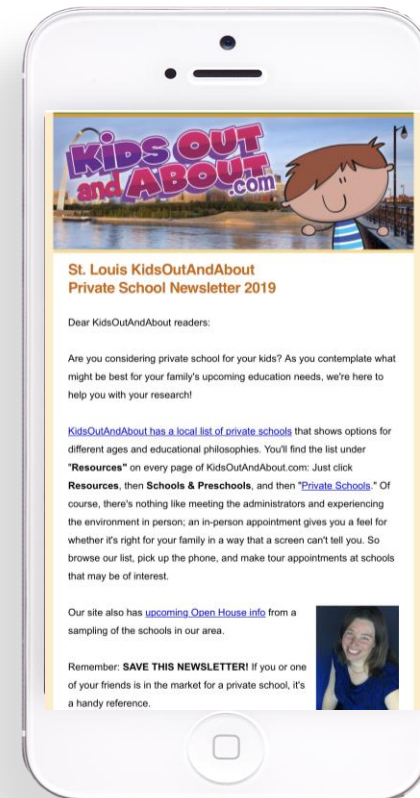 KiDS OUT
and ABOUT
.com
St. Louis KidsOutAndAbout
Private School Newsletter 2019
Dear KidsOutAndAbout readers:
Are you considering private school for your kids? As you contemplate what
might be best for your family's upcoming education needs, we're here to
help you with your research!
KidsOutAndAbout has a local list of private schools that shows options for
different ages and educational philosophies. You'll find the list under
"Resources" on every page of KidsOutAndAbout.com: Just click
Resources, then Schools & Preschools, and then "Private Schools." Of
course, there's nothing like meeting the administrators and experiencing
the environment in person; an in-person appointment gives you a feel for
whether it's right for your family in a way that a screen can't tell you. So
browse our list, pick up the phone, and make tour appointments at schools
that may be of interest.
Our site also has upcoming Open House info from a
sampling of the schools in our area.
Remember: SAVE THIS NEWSLETTER! If you or one
of your friends is in the market for a private school, it's
a handy reference.